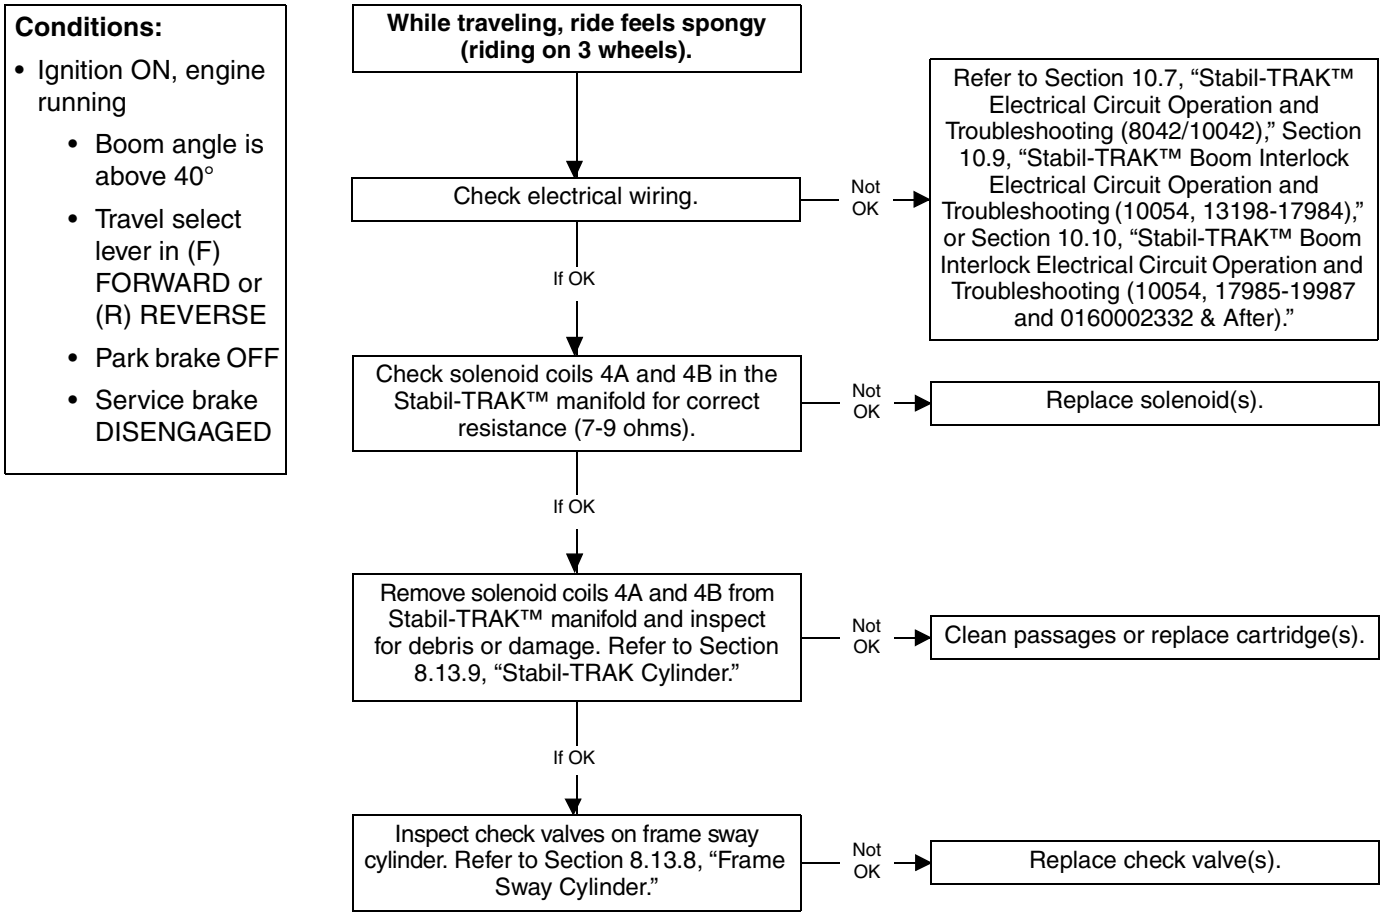 Conditions:
• Ignition ON, engine
running
• Boom angle is
above 40°
• Travel select
lever in (F)
FORWARD or
(R) REVERSE
• Park brake OFF
• Service brake
DISENGAGED
While traveling, ride feels spongy
(riding on 3 wheels).
Check electrical wiring.
Not
OK
Refer to Section 10.7, “Stabil-TRAK™
Electrical Circuit Operation and
Troubleshooting (8042/10042),” Section
10.9, “Stabil-TRAK™ Boom Interlock
Electrical Circuit Operation and
Troubleshooting (10054, 13198-17984),”
or Section 10.10, “Stabil-TRAK™ Boom
Interlock Electrical Circuit Operation and
Troubleshooting (10054, 17985-19987
and 0160002332 & After).”
If OK
Check solenoid coils 4A and 4B in the
Stabil-TRAK™ manifold for correct
resistance (7-9 ohms).
Not
OK
Replace solenoid(s).
If OK
Remove solenoid coils 4A and 4B from
Stabil-TRAK™ manifold and inspect
for debris or damage. Refer to Section
8.13.9, “Stabil-TRAK Cylinder.”
Not
OK
Clean passages or replace cartridge(s).
If OK
Inspect check valves on frame sway
cylinder. Refer to Section 8.13.8, “Frame
Sway Cylinder.”
Not
OK
Replace check valve(s).